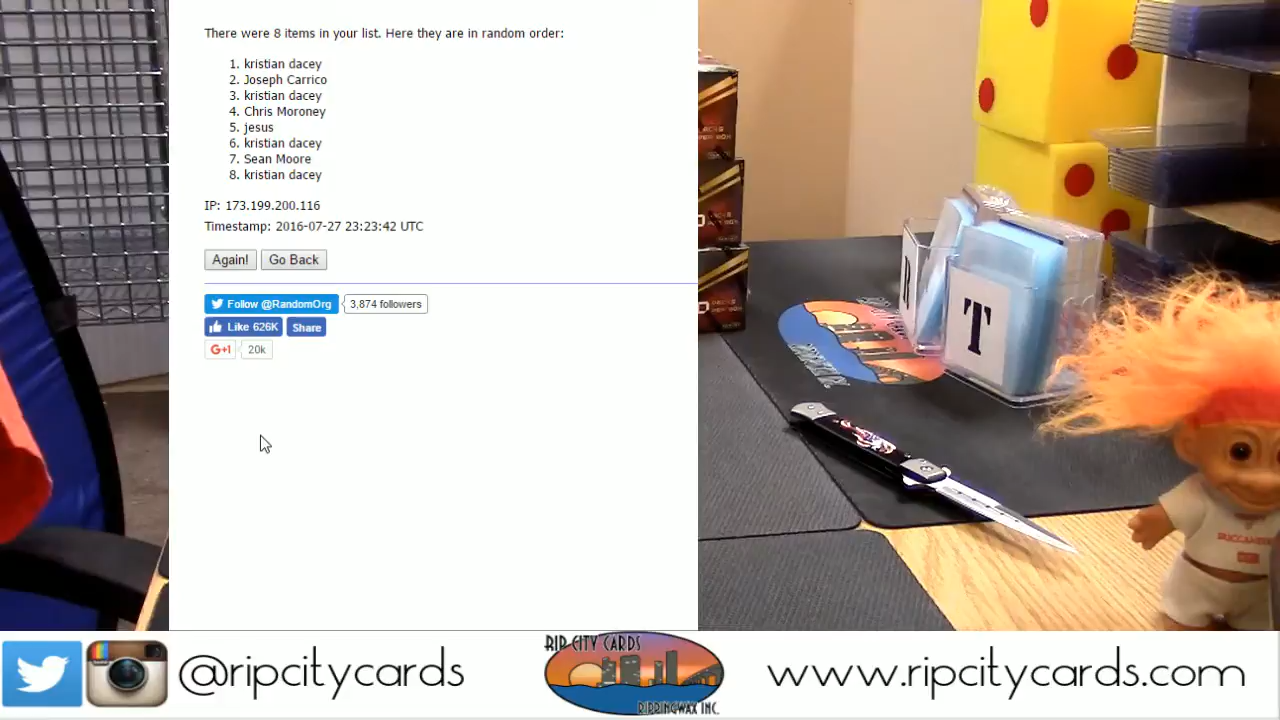 There were 8 items in your list. Here they are in random order:
1. kristian dacey
2. Joseph Carrico
3. kristian dacey
4. Chris Moroney
5. jesus
6. kristian dacey
7. Sean Moore
8. kristian dacey
IP: 173.199.200.116
Timestamp: 2016-07-27 23:23:42 UTC
Again! Go Back
Follow @RandomOrg 3,874 followers
Like 626K Share
G+1 20k
T
BUCCANEERS
@ripcitycards
RIP CITY CARDS
RIPPINGWAX INC.
www.ripcitycards.com